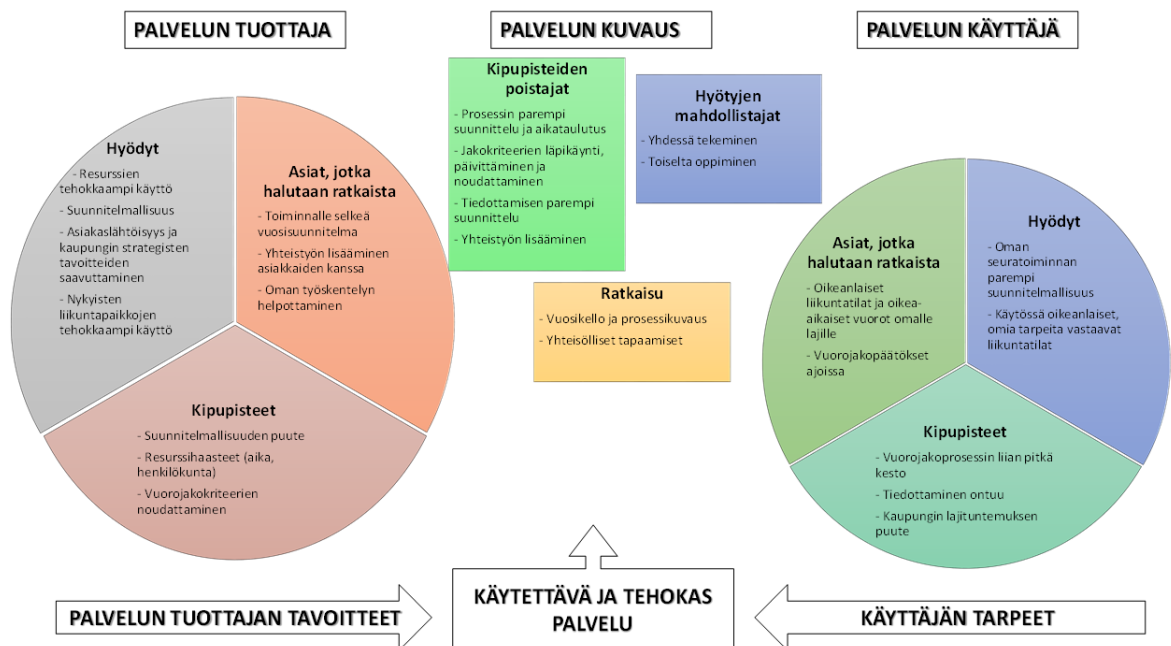 PALVELUN TUOTTAJA
PALVELUN KUVAUS
PALVELUN KÄYTTÄJÄ
Hyödyt
- Resurssien
tehokkaampi käyttö
- Suunnitelmallisuus
- Asiakaslähtöisyys ja
kaupungin strategisten
tavoitteiden
saavuttaminen
- Nykyisten
liikuntapaikkojen
tehokkaampi käyttö
Asiat, jotka
halutaan ratkaista
- Toiminnalle selkeä
vuosisuunnitelma
- Yhteistyön lisääminen
asiakkaiden kanssa
- Oman työskentelyn
helpottaminen
Kipupisteet
- Suunnitelmallisuuden puute
- Resurssihaasteet (aika,
henkilökunta)
- Vuorojakokriteerien
noudattaminen
Kipupisteiden
poistajat
- Prosessin parempi
suunnittelu ja aikataulutus
- Jakokriteerien läpikäynti,
päivittäminen ja
noudattaminen
- Tiedottamisen parempi
suunnittelu
- Yhteistyön lisääminen
Hyötyjen
mahdollistajat
- Yhdessä tekeminen
- Toiselta oppiminen
Ratkaisu
- Vuosikello ja prosessikuvaus
- Yhteisölliset tapaamiset
Asiat, jotka
halutaan ratkaista
- Oikeanlaiset
liikuntatilat ja oikea-
aikaiset vuorot omalle
lajille
- Vuorojakopäätökset
ajoissa
Hyödyt
- Oman
seuratoiminnan
parempi
suunnitelmallisuus
- Käytössä oikeanlaiset,
omia tarpeita vastaavat
liikuntatilat
Kipupisteet
- Vuorojakoprosessin liian pitkä
kesto
- Tiedottaminen ontuu
- Kaupungin lajituntemuksen
puute
PALVELUN TUOTTAJAN TAVOITTEET
KÄYTETTÄVÄ JA TEHOKAS
PALVELU
KÄYTTÄJÄN TARPEET